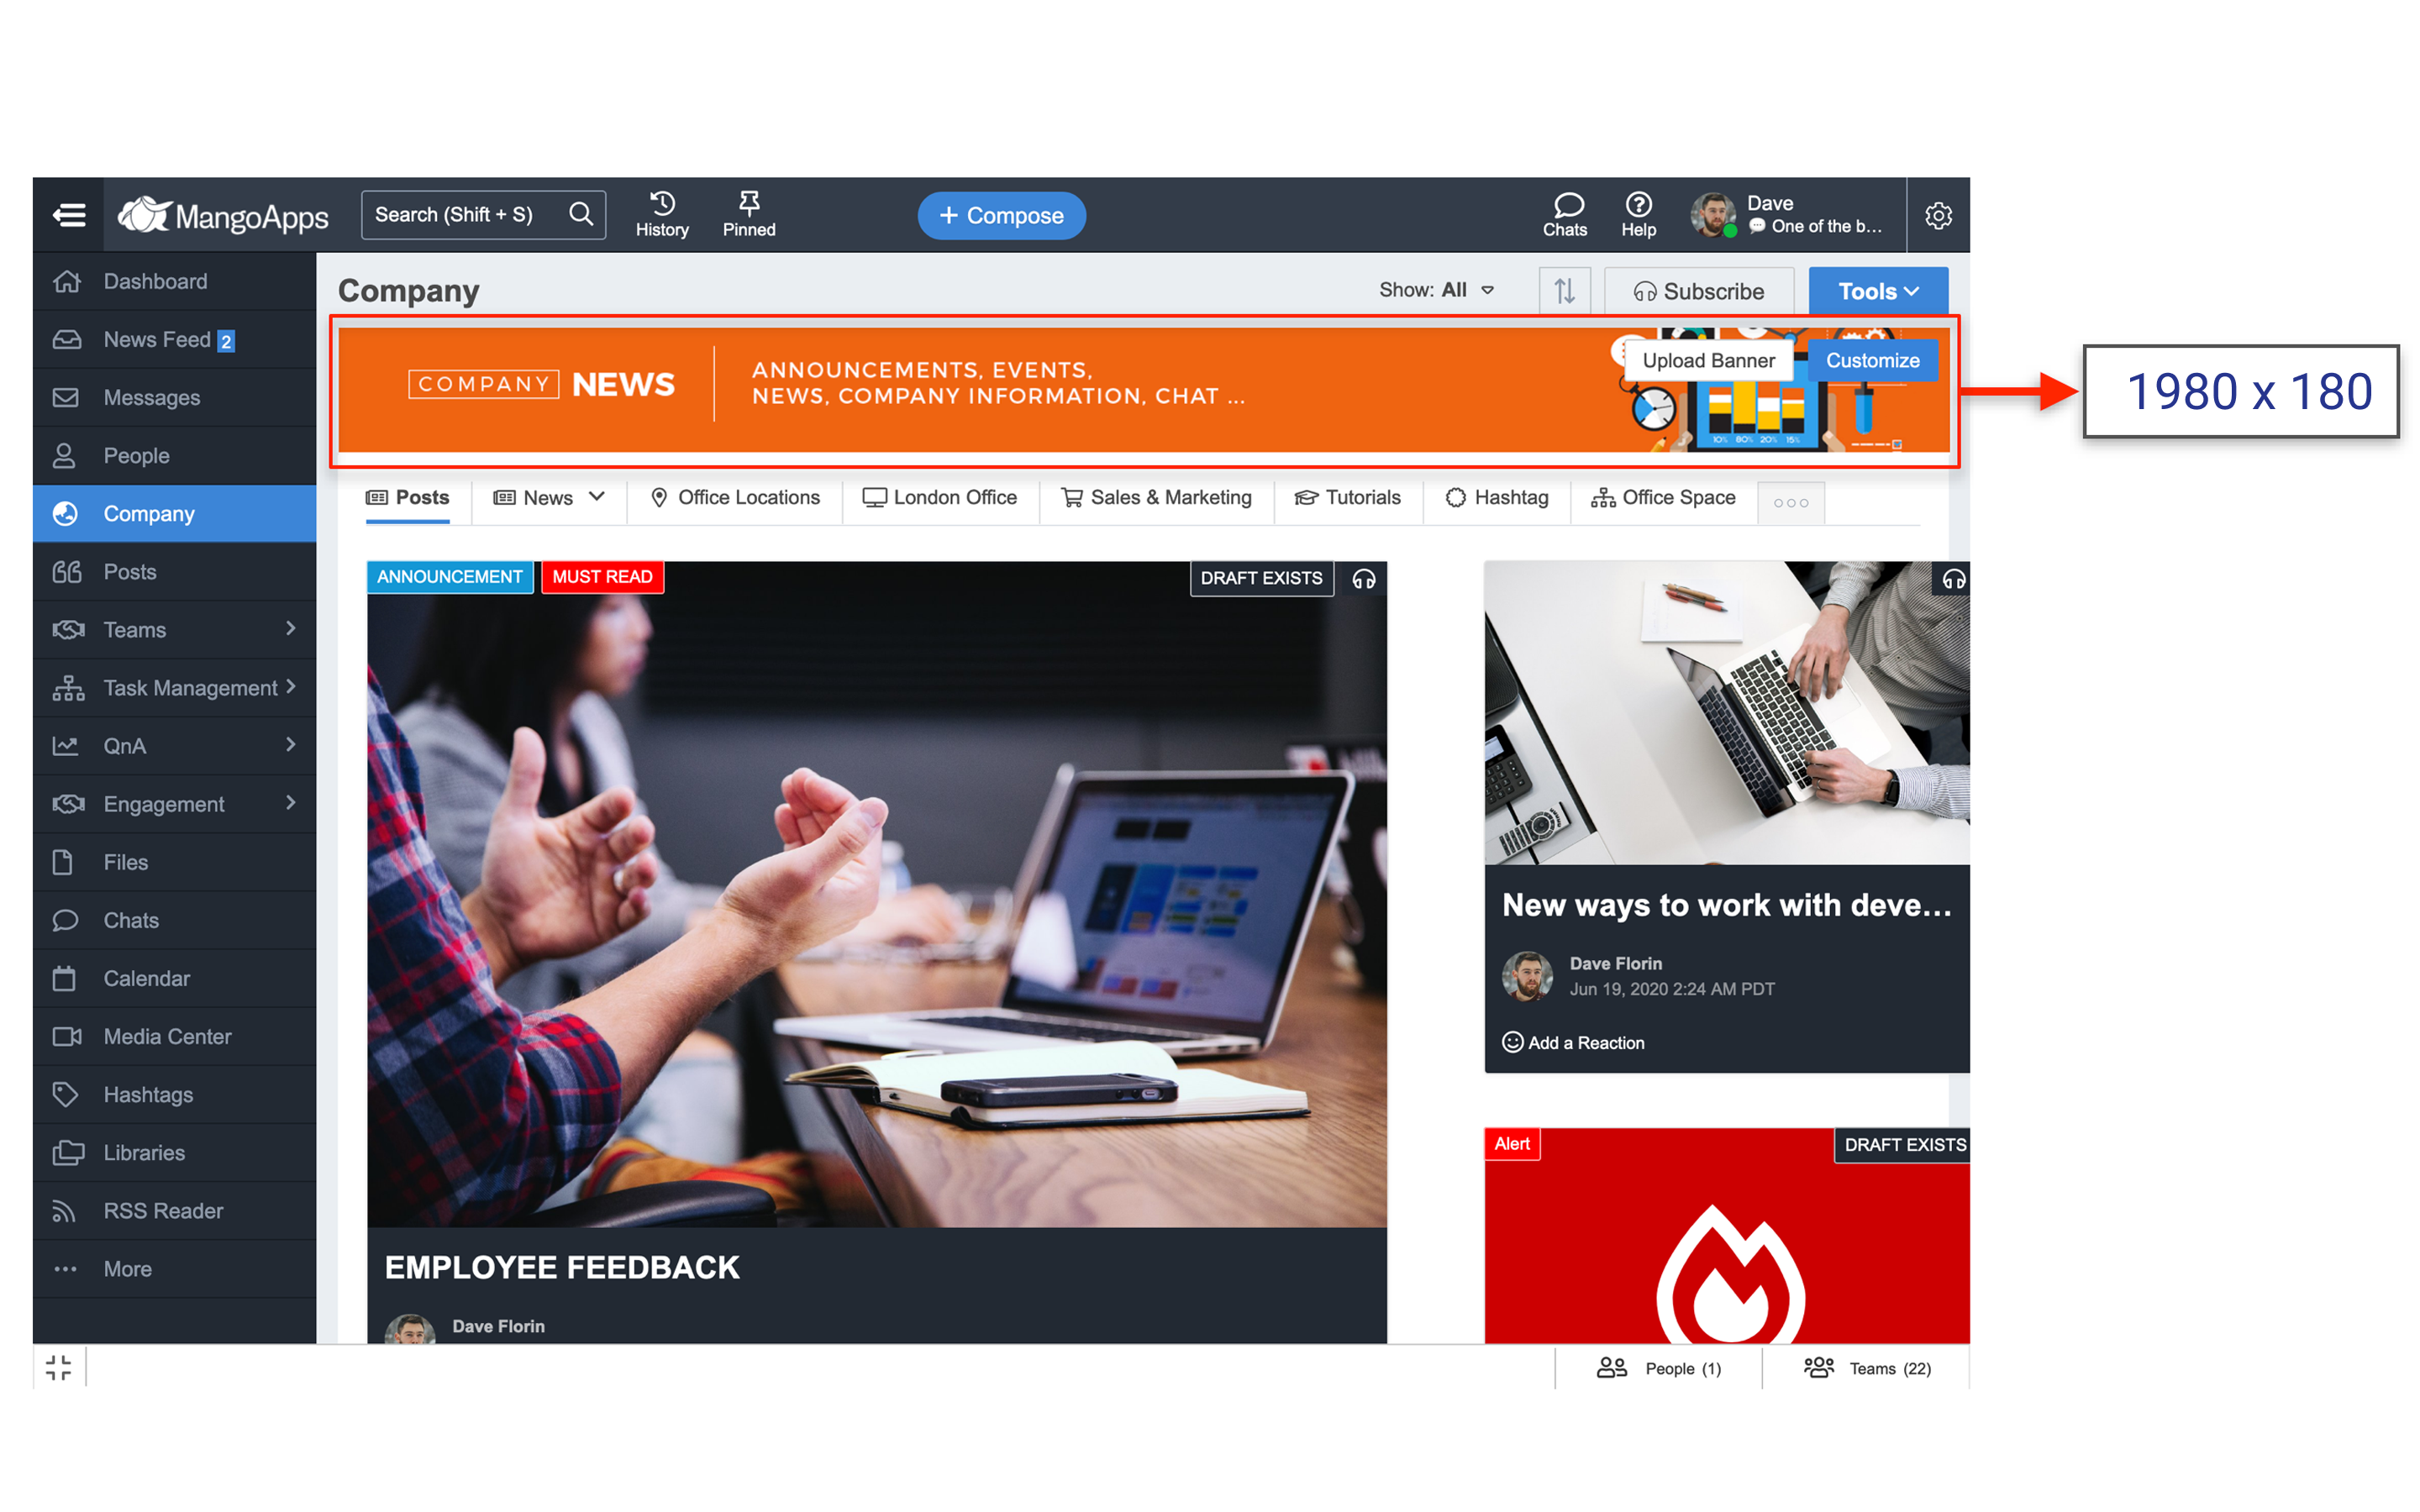 MangoApps
Search (Shift + S)
History
Pinned
+ Compose
Chats
Help
Dave
One of the b...
Dashboard
News Feed 2
Messages
People
Company
Posts
Teams
Task Management
QnA
Engagement
Files
Chats
Calendar
Media Center
Hashtags
Libraries
RSS Reader
More
Company
Show: All
Subscribe
Tools
COMPANY NEWS
ANNOUNCEMENTS, EVENTS,
NEWS, COMPANY INFORMATION, CHAT ...
Upload Banner
Customize
10% 80% 20% 15%
1980 x 180
Posts
News
Office Locations
London Office
Sales & Marketing
Tutorials
Hashtag
Office Space
ANNOUNCEMENT
MUST READ
DRAFT EXISTS
EMPLOYEE FEEDBACK
Dave Florin
New ways to work with deve...
Dave Florin
Jun 19, 2020 2:24 AM PDT
Add a Reaction
Alert
DRAFT EXISTS
People (1)
Teams (22)